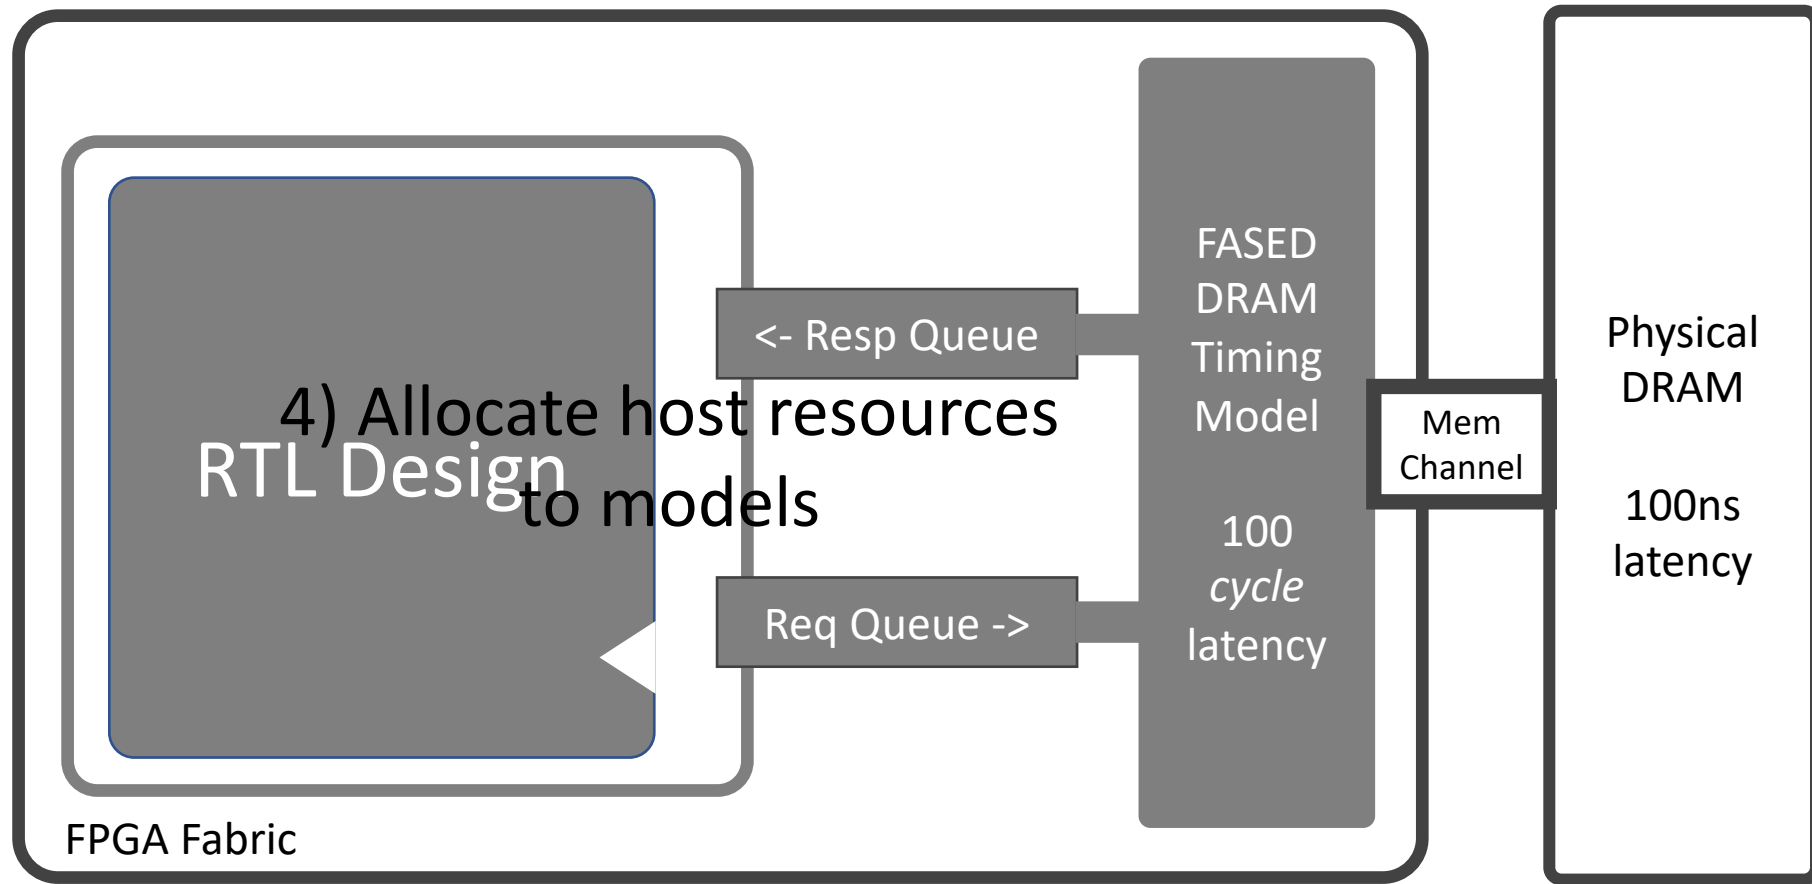 RTL Design
4) Allocate host resources
to models
<- Resp Queue
Req Queue ->
FASED
DRAM
Timing
Model
100
cycle
latency
Mem
Channel
Physical
DRAM
100ns
latency
FPGA Fabric